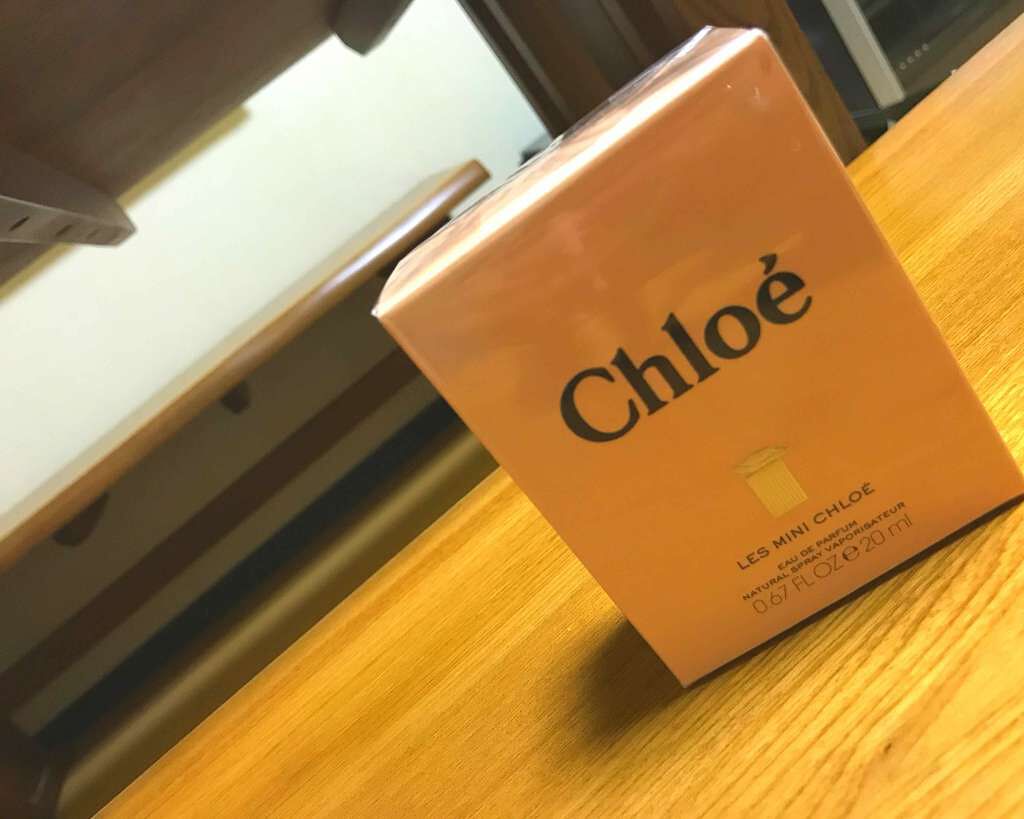 Chloé
LES MINI CHLOÉ
EAU DE PARFUM
NATURAL SPRAY VAPORISATEUR
0.67 FL OZ ℮ 20 ml